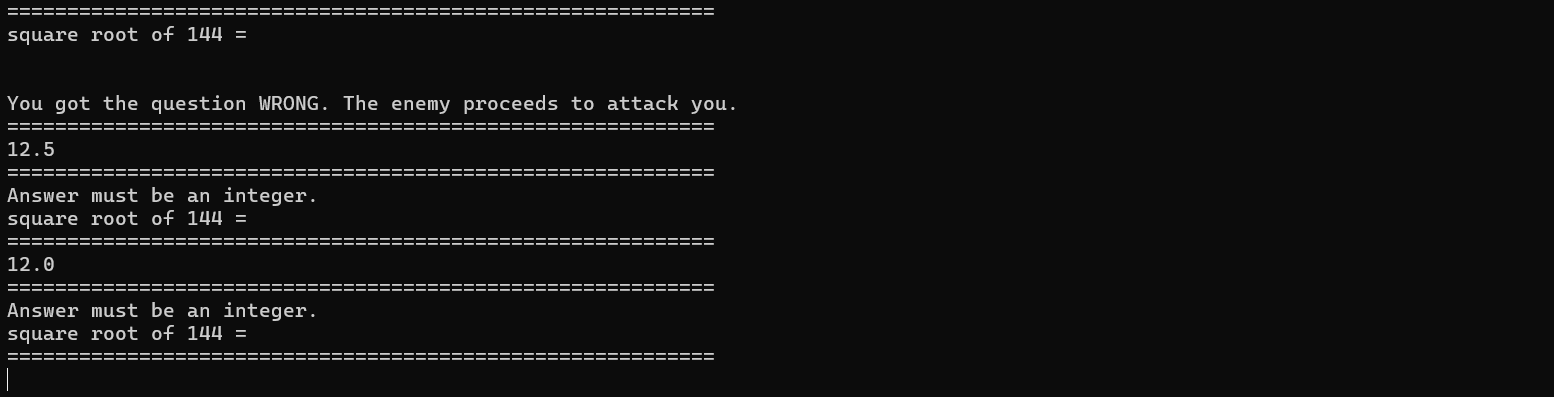 ===========================================================
square root of 144 =
You got the question WRONG. The enemy proceeds to attack you.
===========================================================
12.5
===========================================================
Answer must be an integer.
square root of 144 =
===========================================================
12.0
===========================================================
Answer must be an integer.
square root of 144 =
===========================================================